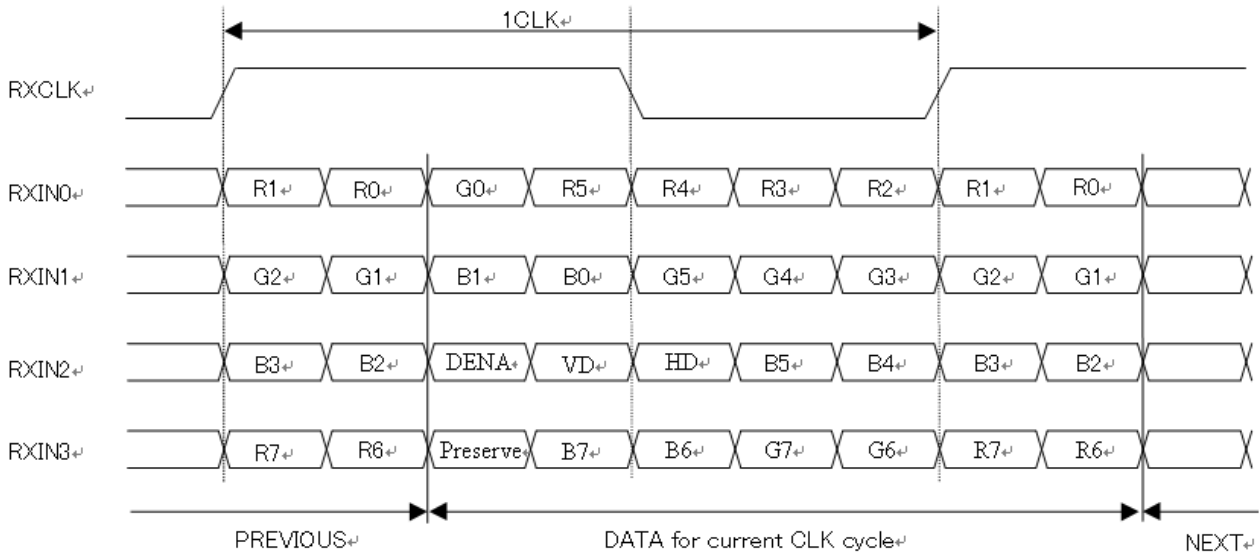 1CLK↵
RXCLK↵
RXIN0↵ R1↵ R0↵ G0↵ R5↵ R4↵ R3↵ R2↵ R1↵ R0↵
RXIN1↵ G2↵ G1↵ B1↵ B0↵ G5↵ G4↵ G3↵ G2↵ G1↵
RXIN2↵ B3↵ B2↵ DENA↵ VD↵ HD↵ B5↵ B4↵ B3↵ B2↵
RXIN3↵ R7↵ R6↵ Preserve↵ B7↵ B6↵ G7↵ G6↵ R7↵ R6↵
PREVIOUS↵ DATA for current CLK cycle↵ NEXT↵